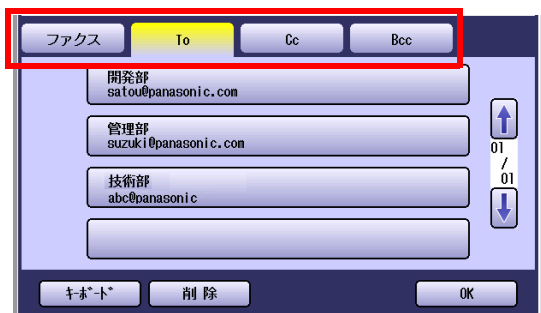 ファクス To Cc Bcc
開発部
satou@panasonic.com
管理部
suzuki@panasonic.com
技術部
abc@panasonic
01
/
01
ｷｰﾎﾞｰﾄﾞ 削除 OK